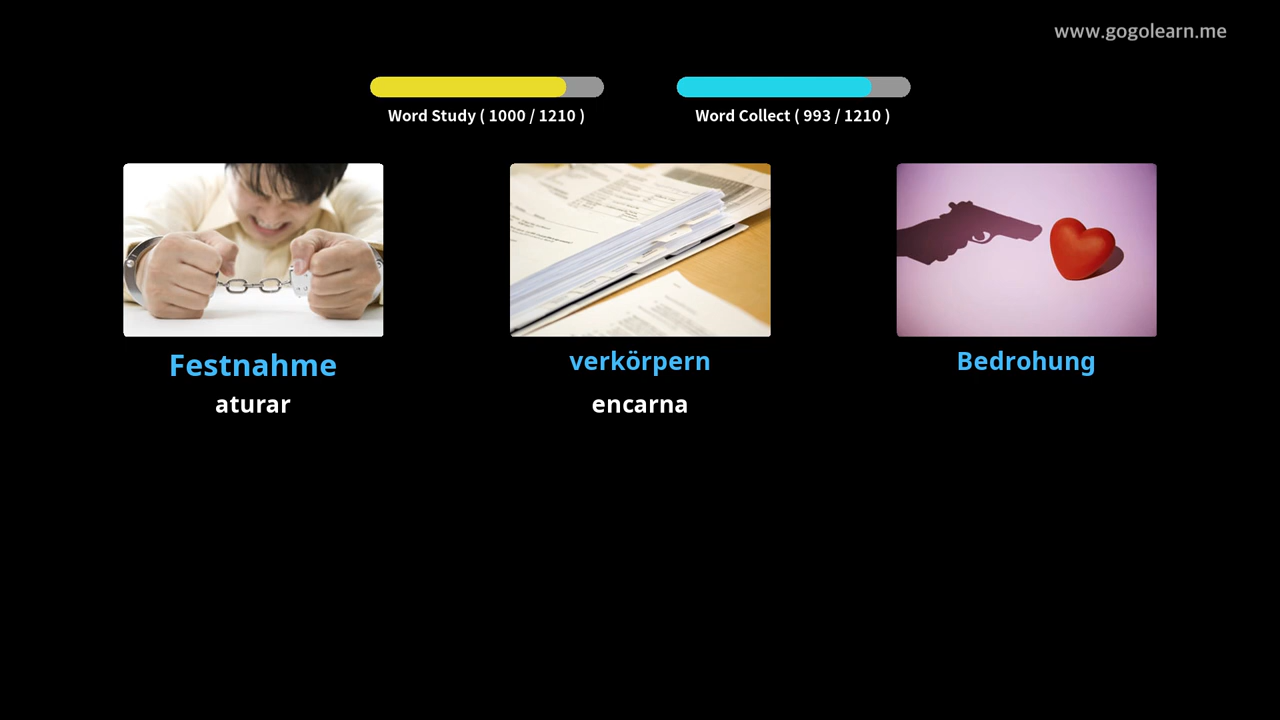 www.gogolearn.me
Word Study ( 1000 / 1210 )
Word Collect ( 993 / 1210 )
Festnahme
aturar
verkörpern
encarna
Bedrohung